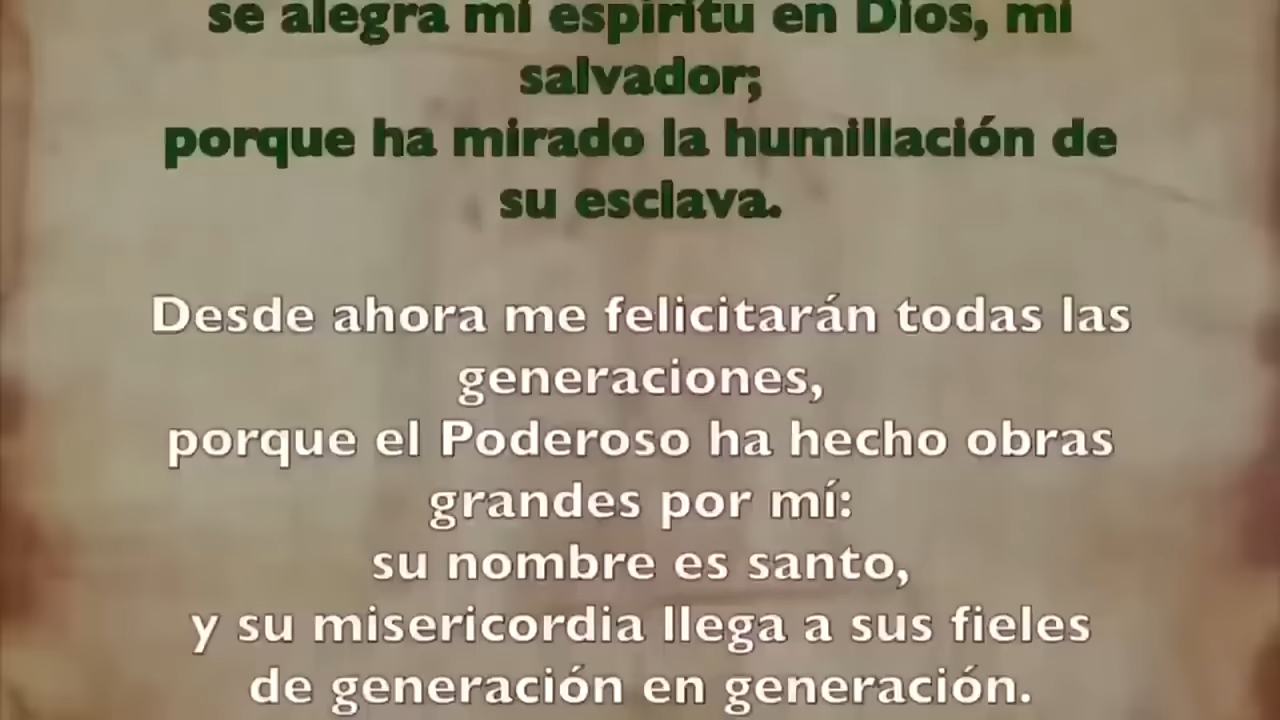 se alegra mi espíritu en Dios, mi
salvador;
porque ha mirado la humillación de
su esclava.
Desde ahora me felicitarán todas las
generaciones,
porque el Poderoso ha hecho obras
grandes por mí:
su nombre es santo,
y su misericordia llega a sus fieles
de generación en generación.